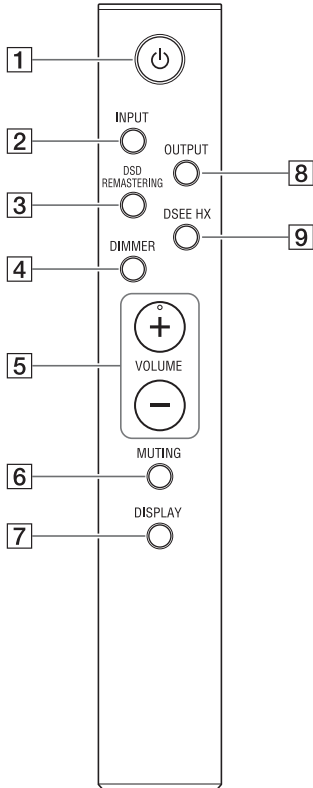 1
INPUT
2
OUTPUT
8
DSD
REMASTERING
3
DSEE HX
9
DIMMER
4
+
5
VOLUME
−
MUTING
6
DISPLAY
7